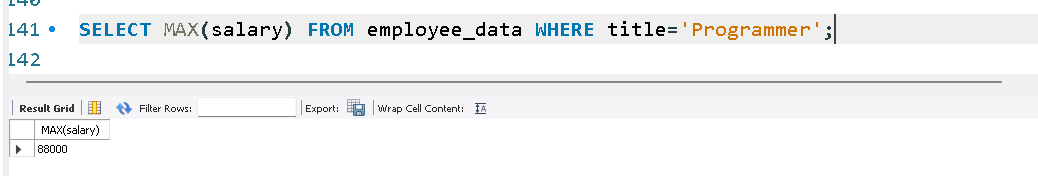 140
141 SELECT MAX(salary) FROM employee_data WHERE title='Programmer';
142
Result Grid Filter Rows: Export: Wrap Cell Content: IA
MAX(salary)
88000